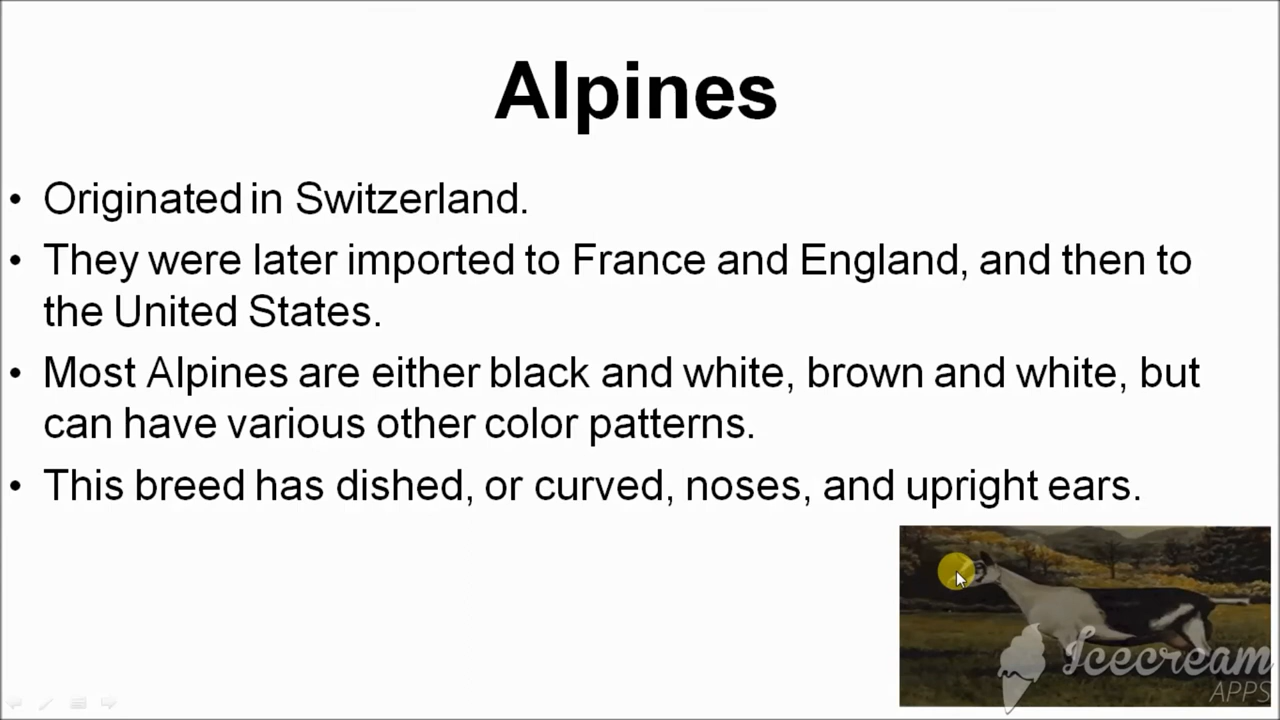 Alpines
• Originated in Switzerland.
• They were later imported to France and England, and then to
the United States.
• Most Alpines are either black and white, brown and white, but
can have various other color patterns.
• This breed has dished, or curved, noses, and upright ears.
Icecream
APPS